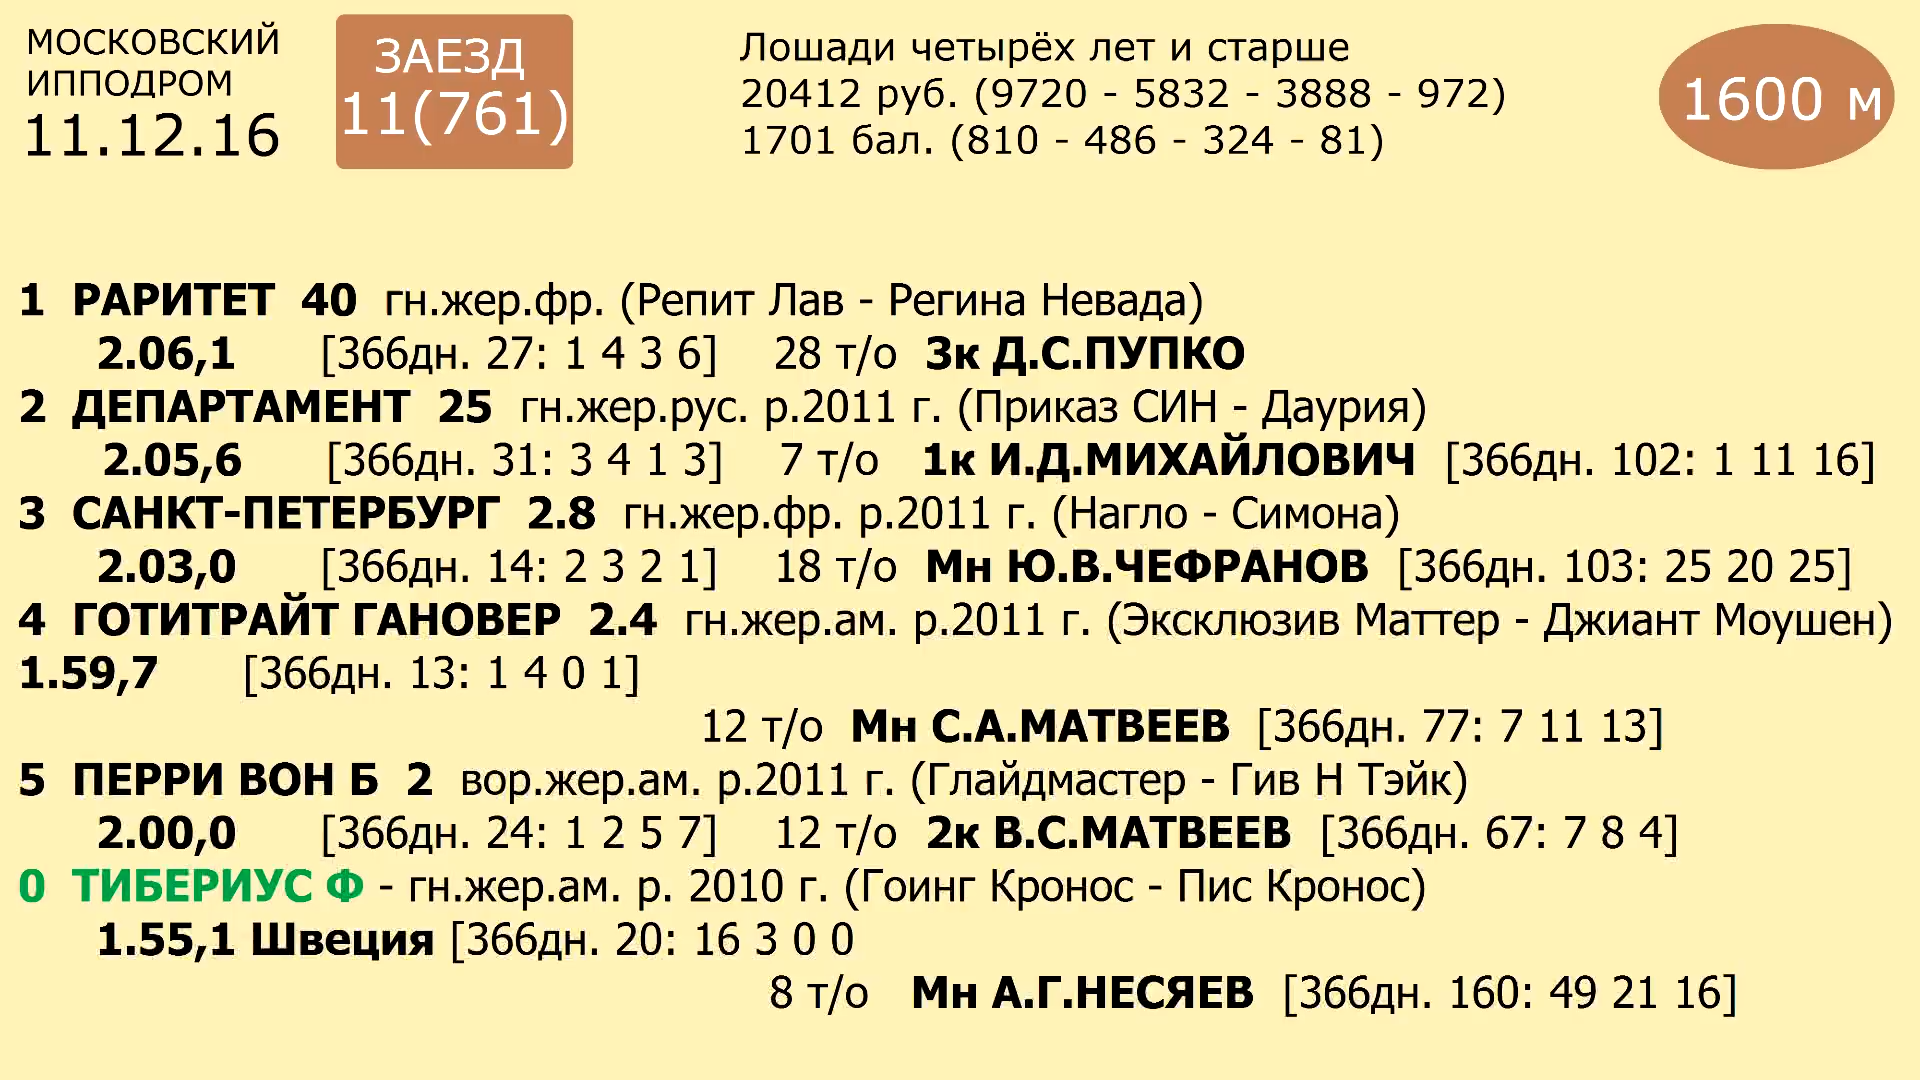 МОСКОВСКИЙ
ИППОДРОМ
11.12.16
ЗАЕЗД
11(761)
Лошади четырёх лет и старше
20412 руб. (9720 - 5832 - 3888 - 972)
1701 бал. (810 - 486 - 324 - 81)
1600 м
1 РАРИТЕТ 40 гн.жер.фр. (Репит Лав - Регина Невада)
2.06,1 [366дн. 27: 1 4 3 6] 28 т/о 3к Д.С.ПУПКО
2 ДЕПАРТАМЕНТ 25 гн.жер.рус. р.2011 г. (Приказ СИН - Даурия)
2.05,6 [366дн. 31: 3 4 1 3] 7 т/о 1к И.Д.МИХАЙЛОВИЧ [366дн. 102: 1 11 16]
3 САНКТ-ПЕТЕРБУРГ 2.8 гн.жер.фр. р.2011 г. (Нагло - Симона)
2.03,0 [366дн. 14: 2 3 2 1] 18 т/о Мн Ю.В.ЧЕФРАНОВ [366дн. 103: 25 20 25]
4 ГОТИТРАЙТ ГАНОВЕР 2.4 гн.жер.ам. р.2011 г. (Эксклюзив Маттер - Джиант Моушен)
1.59,7 [366дн. 13: 1 4 0 1]
12 т/о Мн С.А.МАТВЕЕВ [366дн. 77: 7 11 13]
5 ПЕРРИ ВОН Б 2 вор.жер.ам. р.2011 г. (Глайдмастер - Гив Н Тэйк)
2.00,0 [366дн. 24: 1 2 5 7] 12 т/о 2к В.С.МАТВЕЕВ [366дн. 67: 7 8 4]
0 ТИБЕРИУС Ф - гн.жер.ам. р. 2010 г. (Гоинг Кронос - Пис Кронос)
1.55,1 Швеция [366дн. 20: 16 3 0 0
8 т/о Мн А.Г.НЕСЯЕВ [366дн. 160: 49 21 16]